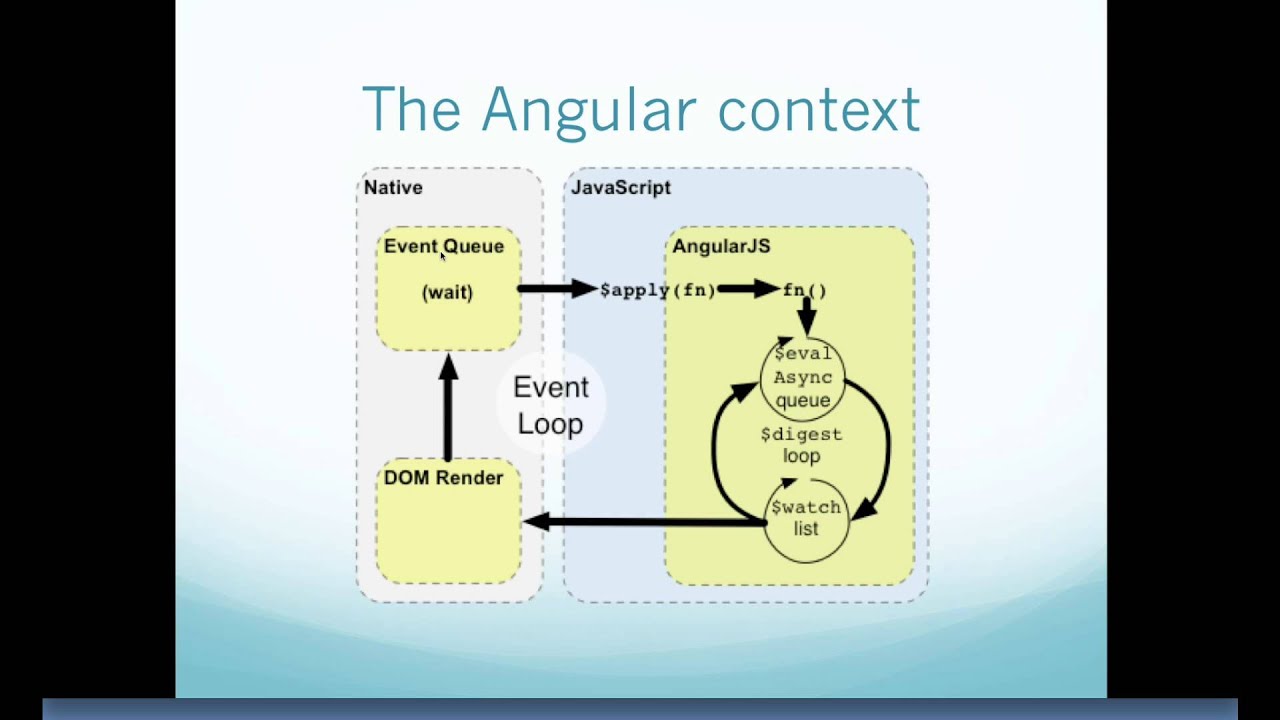 The Angular context
Native
JavaScript
Event Queue
(wait)
AngularJS
$apply(fn)
fn()
Event
Loop
$eval
Async
queue
$digest
loop
DOM Render
$watch
list